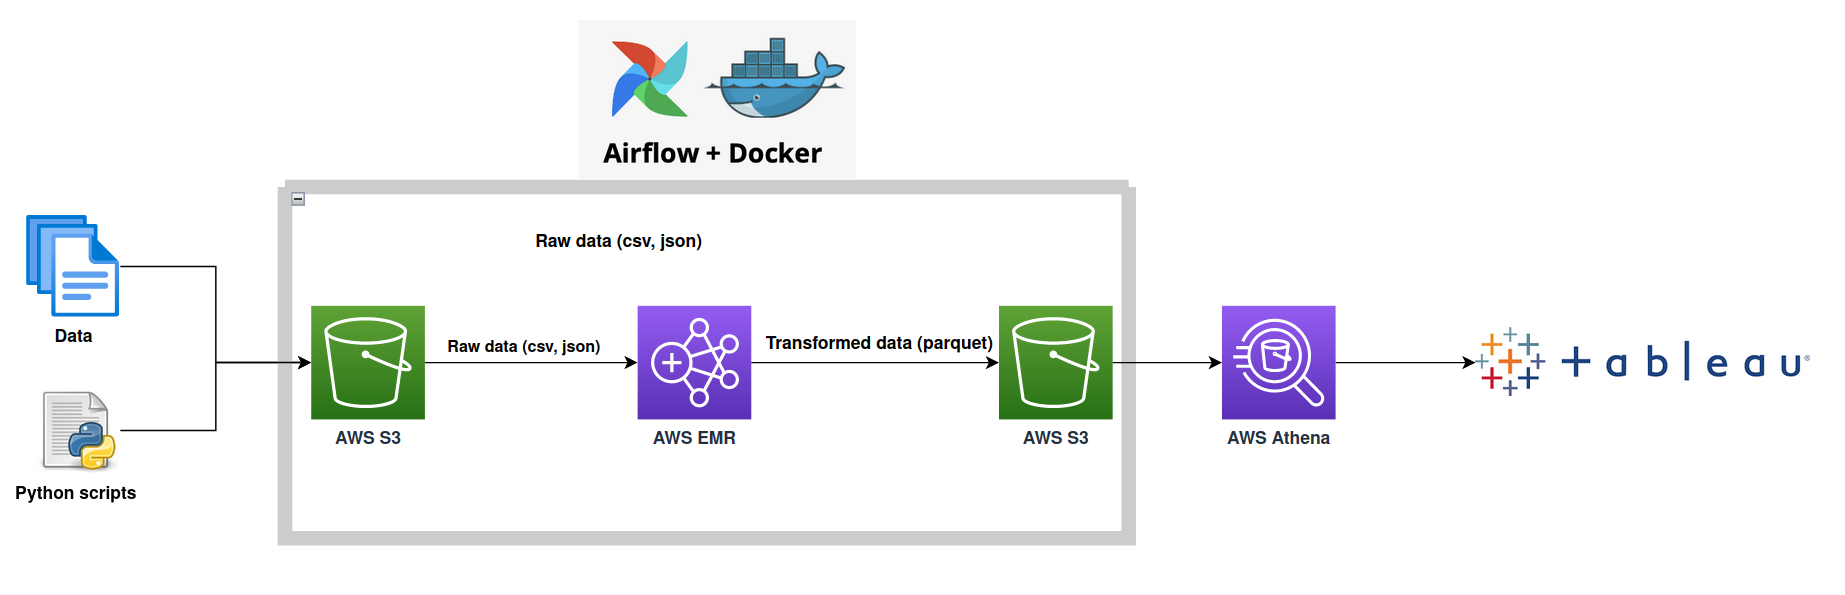 Airflow + Docker
Raw data (csv, json)
Data
Python scripts
Raw data (csv, json)
Transformed data (parquet)
AWS S3
AWS EMR
AWS S3
AWS Athena
+ableau®